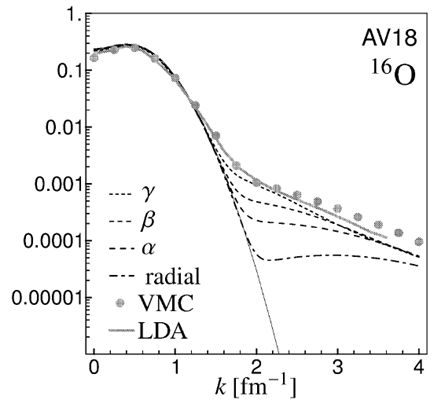 1.
0.1
0.01
0.001
0.0001
0.00001
AV18
16O
γ
β
α
radial
VMC
LDA
0 1 2 3 4
k [fm−1]